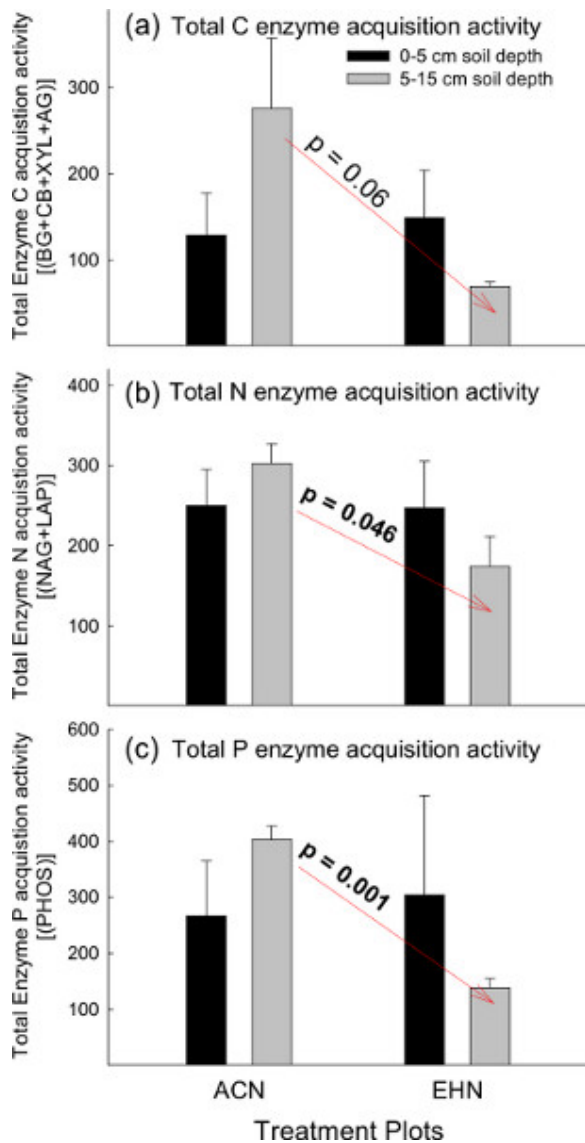 (a) Total C enzyme acquisition activity
0-5 cm soil depth
5-15 cm soil depth
Total Enzyme C acquistion activity
[(BG+CB+XYL+AG)]
300
200
100
p = 0.06
(b) Total N enzyme acquisition activity
Total Enzyme N acquistion activity
[(NAG+LAP)]
400
300
200
100
p = 0.046
(c) Total P enzyme acquisition activity
Total Enzyme P acquistion activity
[(PHOS)]
600
500
400
300
200
100
p = 0.001
ACN EHN
Treatment Plots